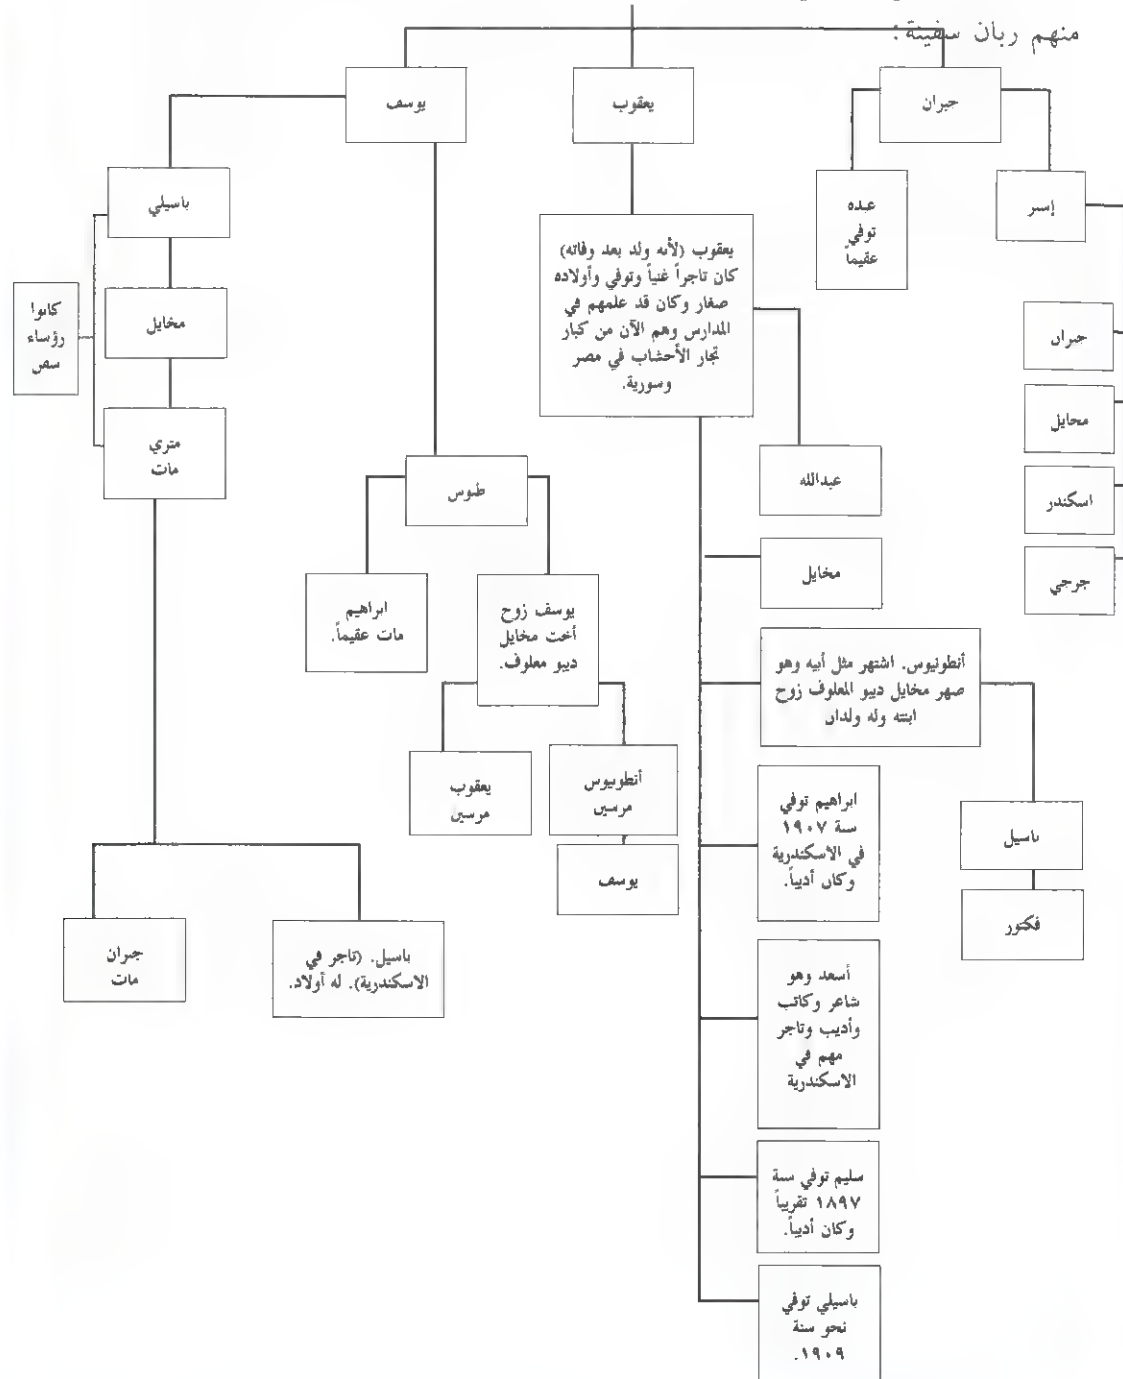 منهم ربان سفينة:
جبران
يعقوب
يوسف
إسبر
عبده
توفي
عقيماً
جبران
مخايل
اسكندر
جرجي
يعقوب (لأنه ولد بعد وفاته)
كان تاجراً غنياً وتوفي وأولاده
صغار وكان قد علمهم في
المدارس وهم الآن من كبار
تجار الأخشاب في مصر
وسورية.
عبدالله
مخايل
أنطونيوس. اشتهر مثل أبيه وهو
صهر مخايل ديبو المعلوف زوج
ابنته وله ولدان
باسيل
فكتور
ابراهيم توفي
سنة ١٩٠٧
في الاسكندرية
وكان أديباً.
أسعد وهو
شاعر وكاتب
وأديب وتاجر
مهم في
الاسكندرية
سليم توفي سنة
١٨٩٧ تقريباً
وكان أديباً.
باسيلي توفي
نحو سنة
١٩٠٩.
طنوس
يوسف زوج
أخت مخايل
ديبو معلوف.
ابراهيم
مات عقيماً.
أنطونيوس
مرسين
يعقوب
مرسين
يوسف
باسيلي
مخايل
متري
مات
كانوا
رؤساء
سفن
باسيل. (تاجر في
الاسكندرية). له أولاد.
جبران
مات